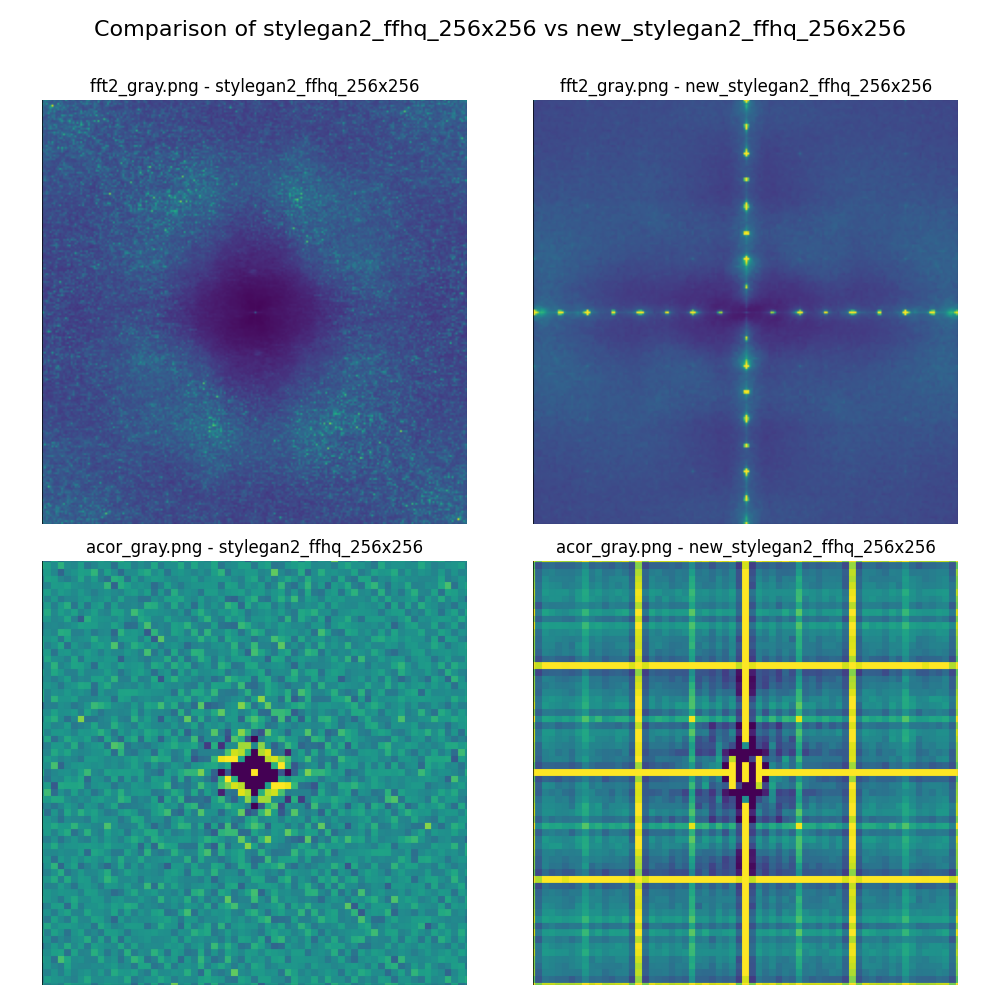 Comparison of stylegan2_ffhq_256x256 vs new_stylegan2_ffhq_256x256
fft2_gray.png - stylegan2_ffhq_256x256
fft2_gray.png - new_stylegan2_ffhq_256x256
acor_gray.png - stylegan2_ffhq_256x256
acor_gray.png - new_stylegan2_ffhq_256x256